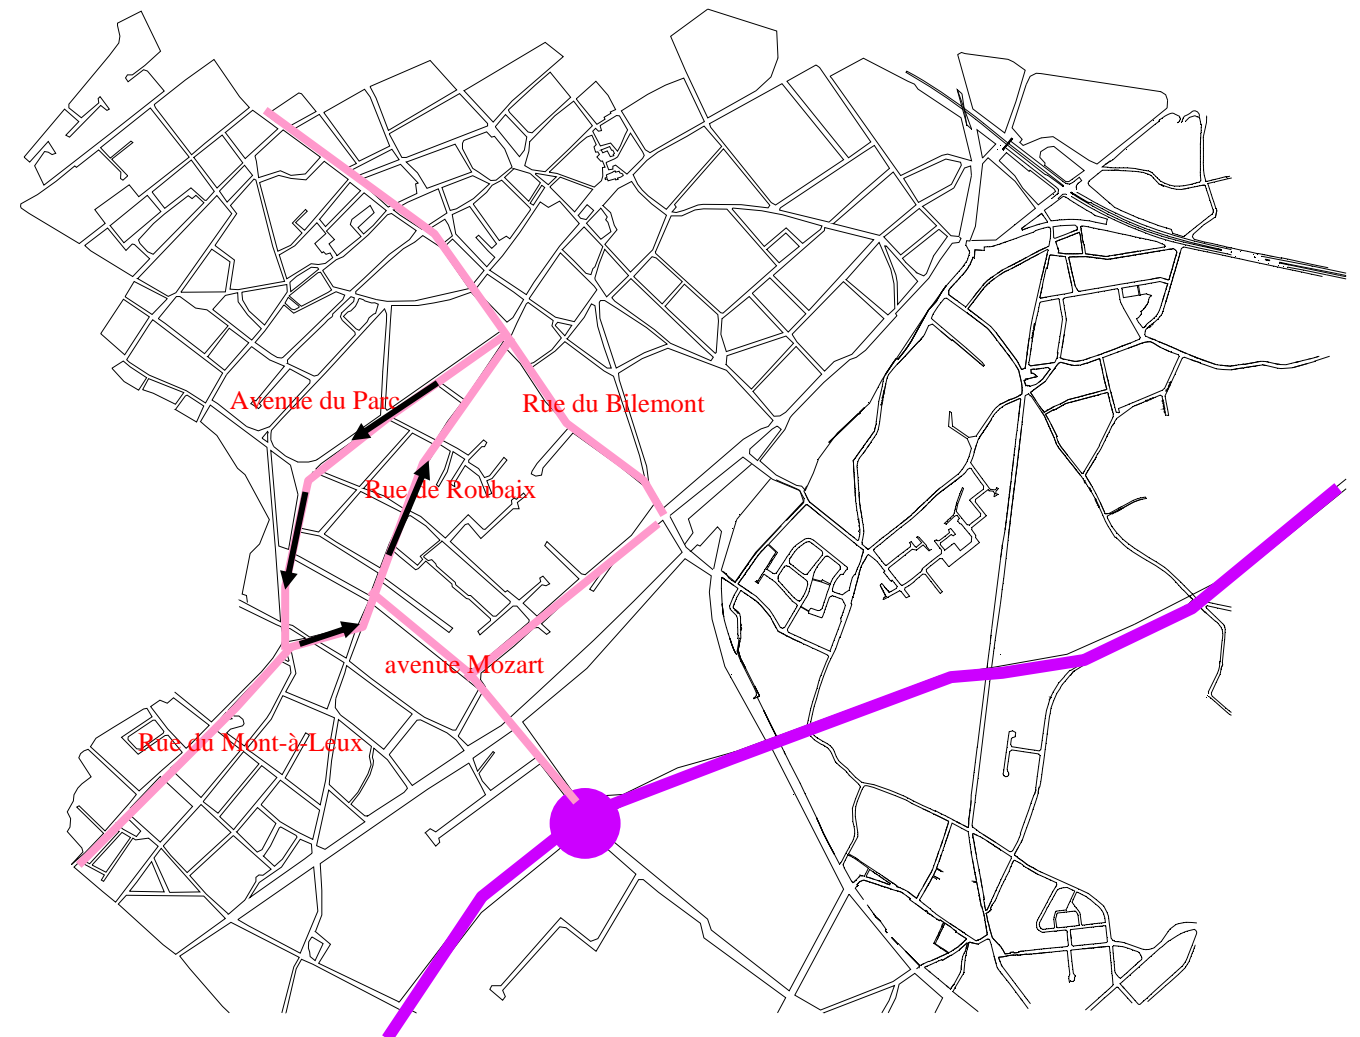 Avenue du Parc
Rue du Bilemont
Rue de Roubaix
avenue Mozart
Rue du Mont-à-Leux